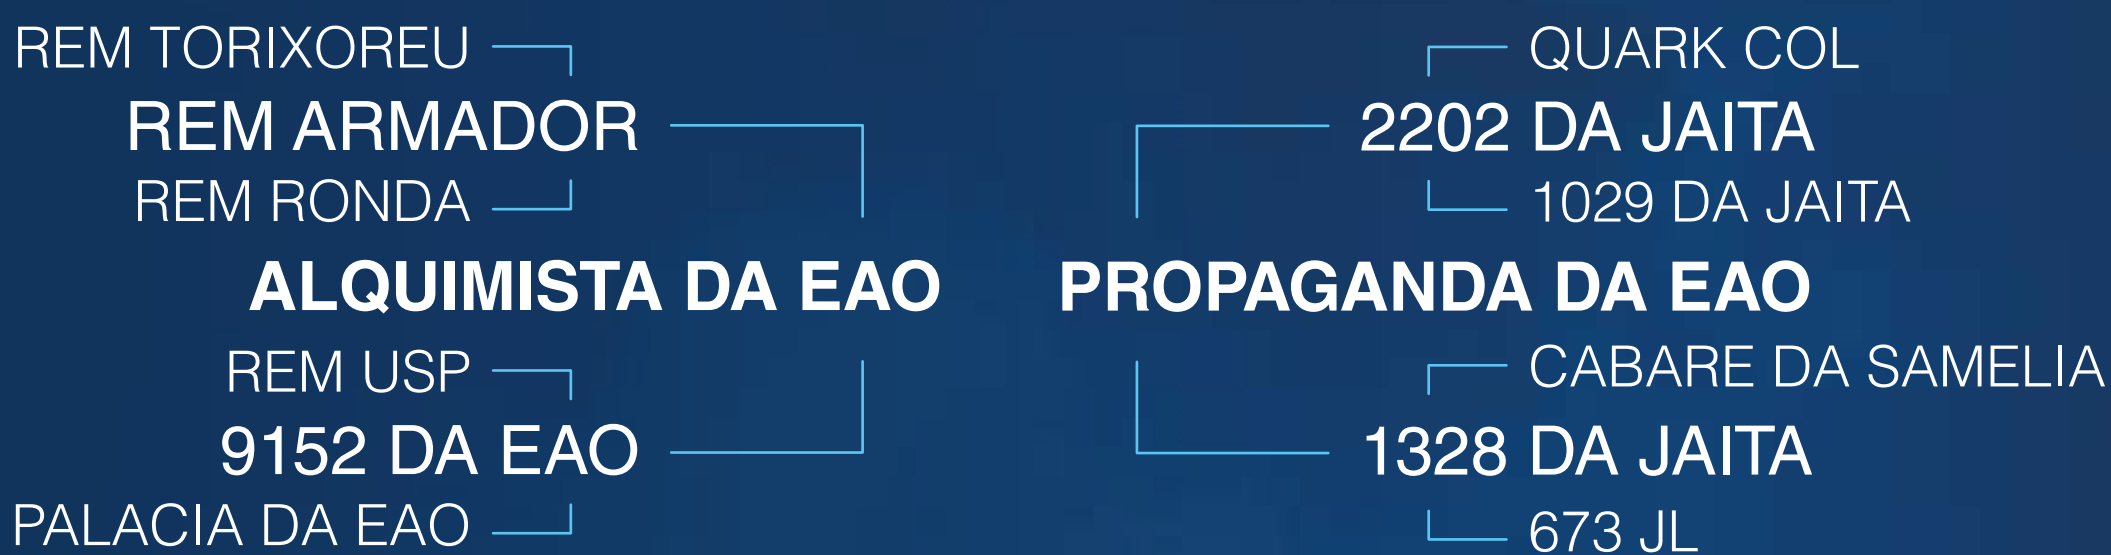 REM TORIXOREU
REM ARMADOR
REM RONDA
ALQUIMISTA DA EAO
REM USP
9152 DA EAO
PALACIA DA EAO
QUARK COL
2202 DA JAITA
1029 DA JAITA
PROPAGANDA DA EAO
CABARE DA SAMELIA
1328 DA JAITA
673 JL